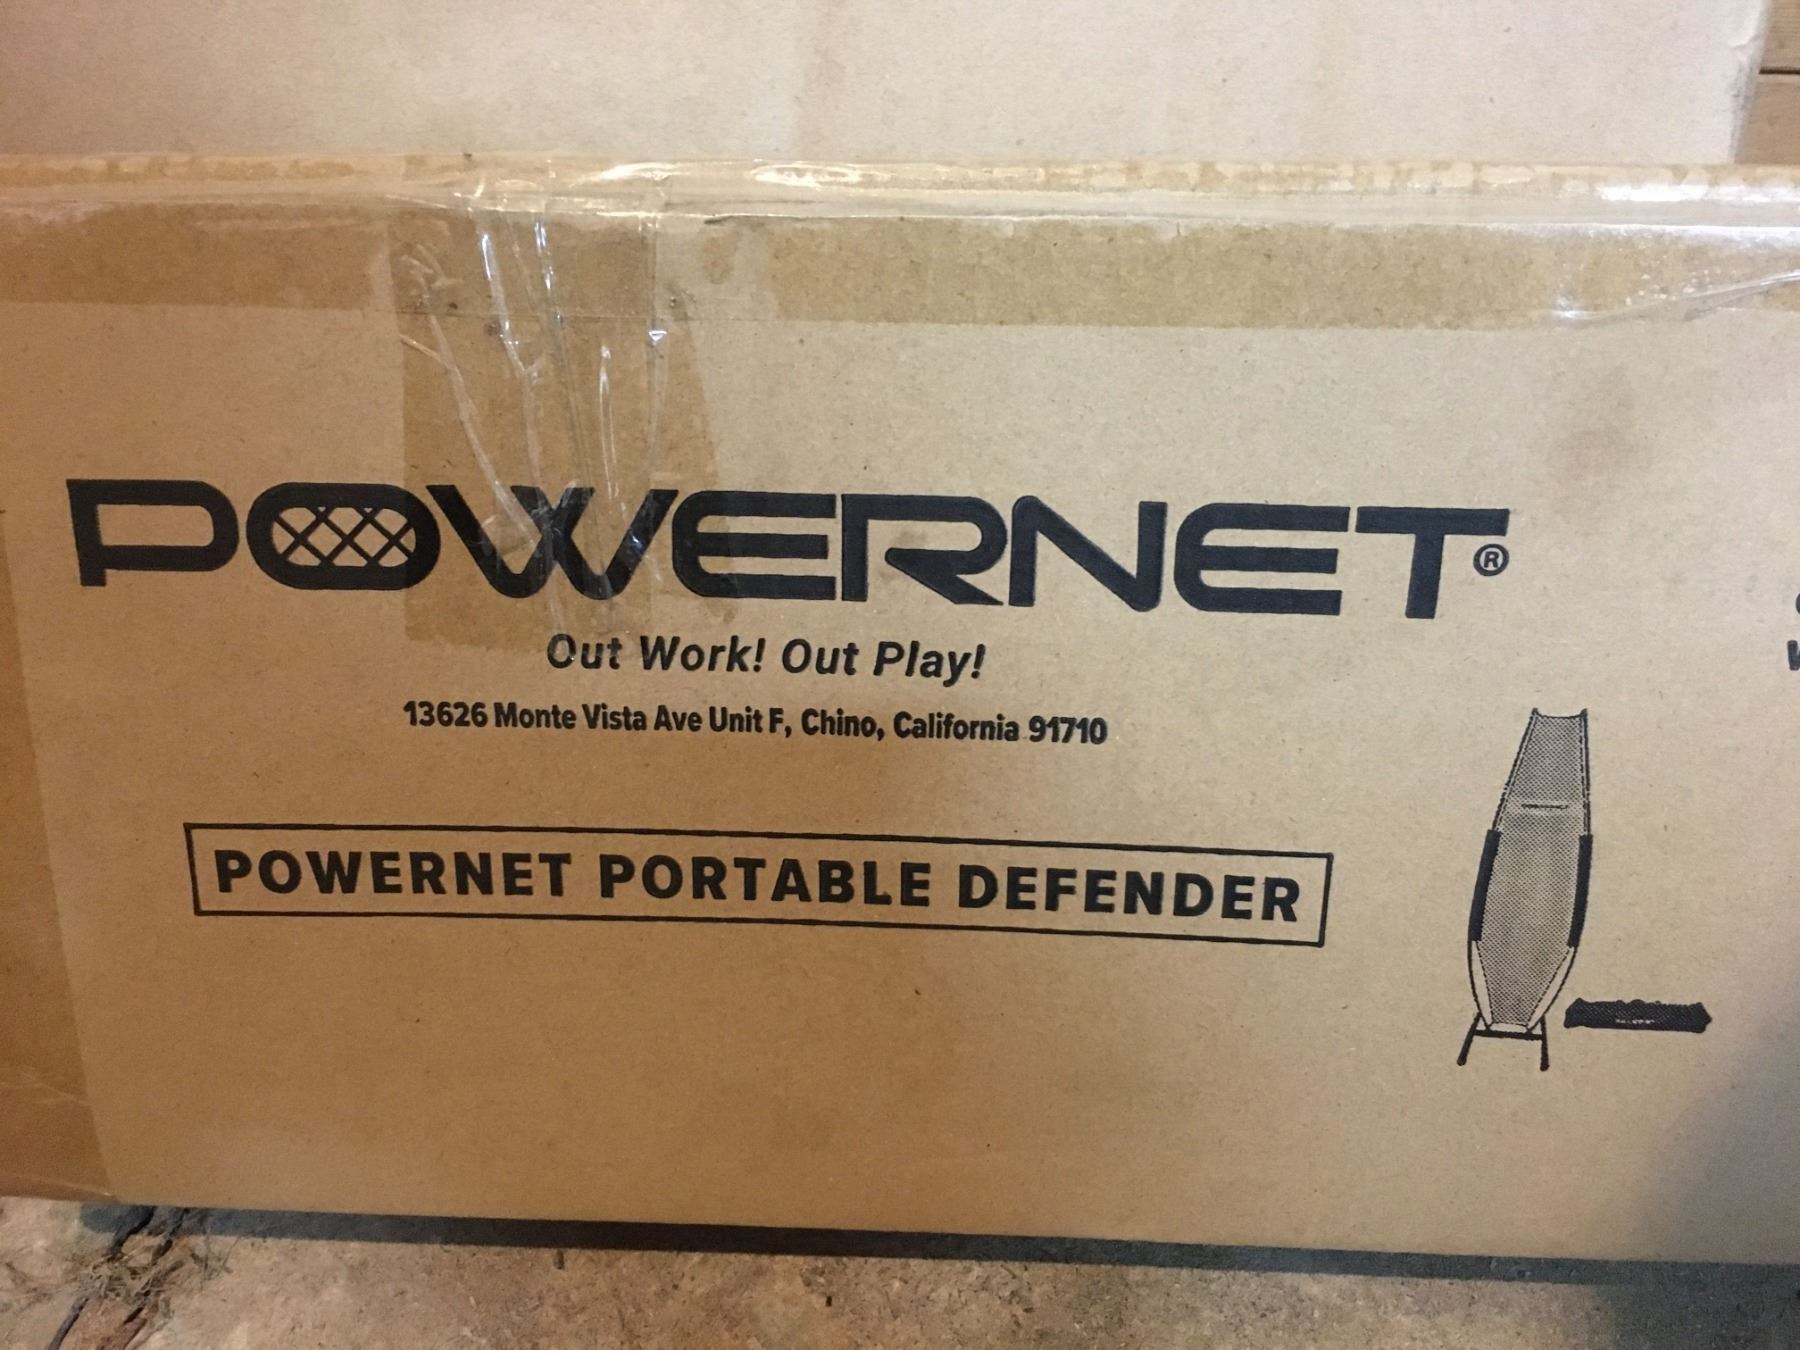 POWERNET®
Out Work! Out Play!
13626 Monte Vista Ave Unit F, Chino, California 91710
POWERNET PORTABLE DEFENDER